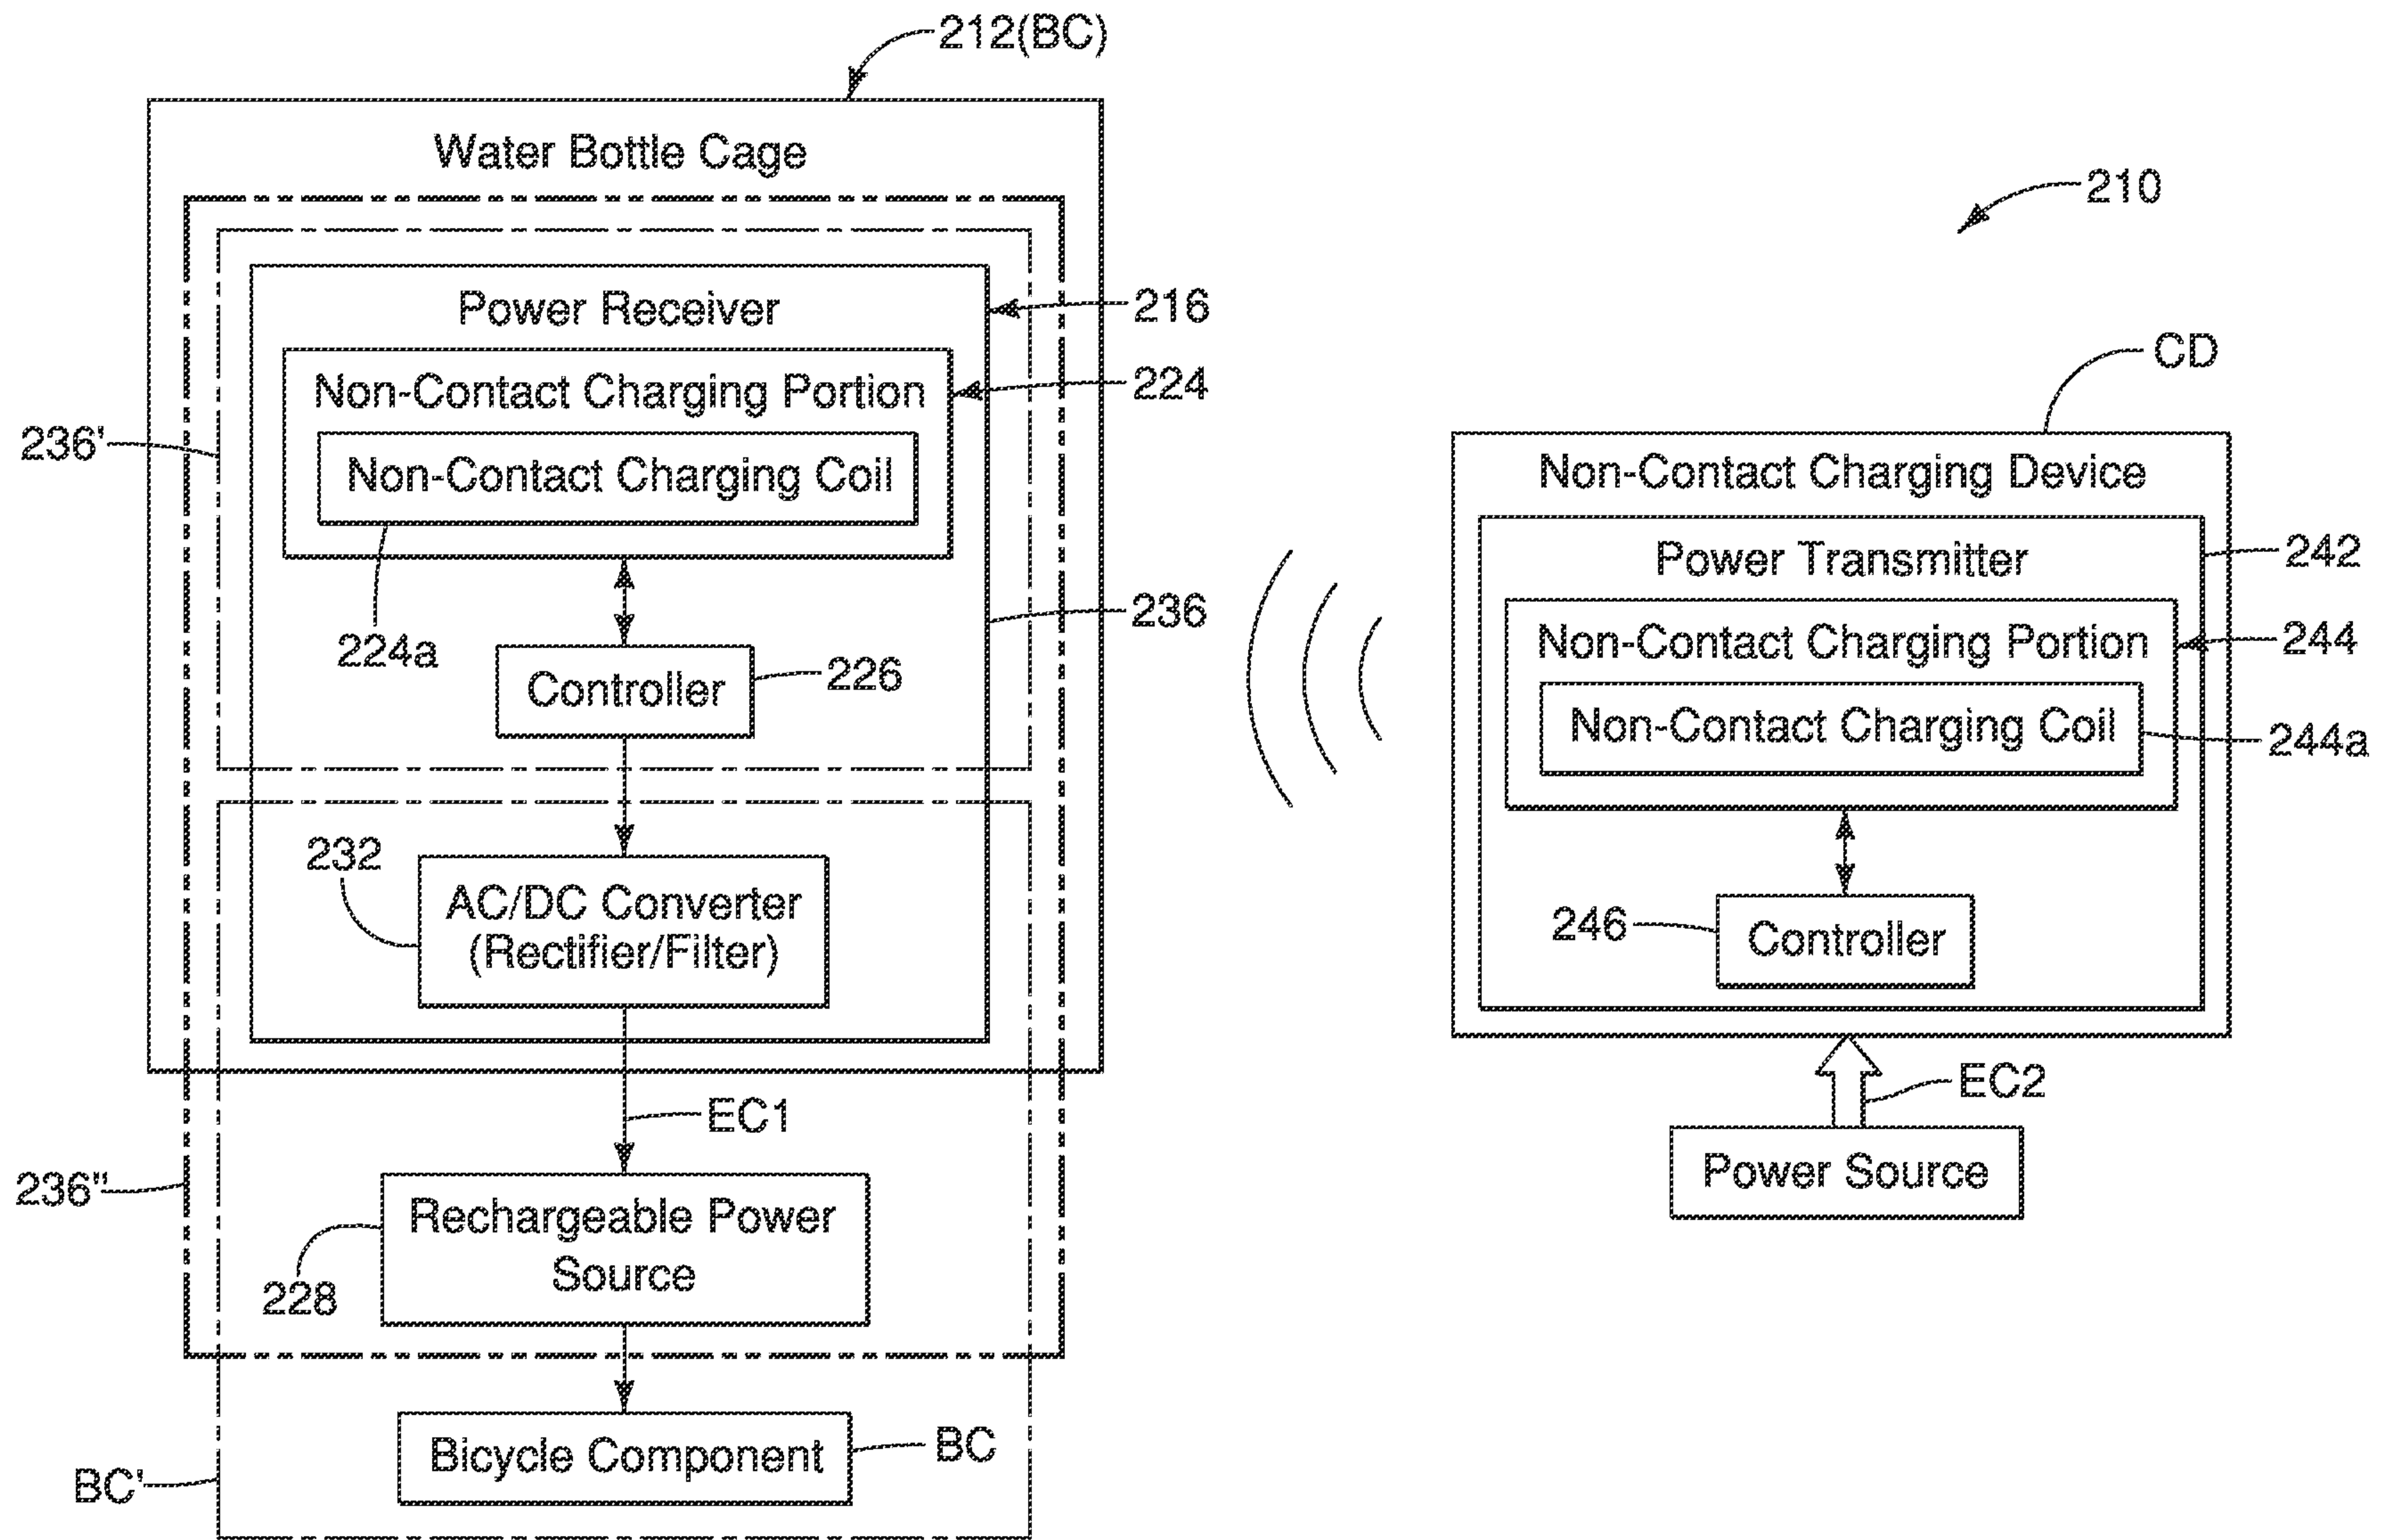 212(BC)
Water Bottle Cage
210
Power Receiver
216
CD
Non-Contact Charging Portion
224
236'
Non-Contact Charging Coil
Non-Contact Charging Device
242
Power Transmitter
236
224a
Non-Contact Charging Portion
244
Controller
226
Non-Contact Charging Coil
244a
232
AC/DC Converter
(Rectifier/Filter)
246
Controller
EC1
EC2
236"
Power Source
Rechargeable Power
Source
228
Bicycle Component
BC
BC'